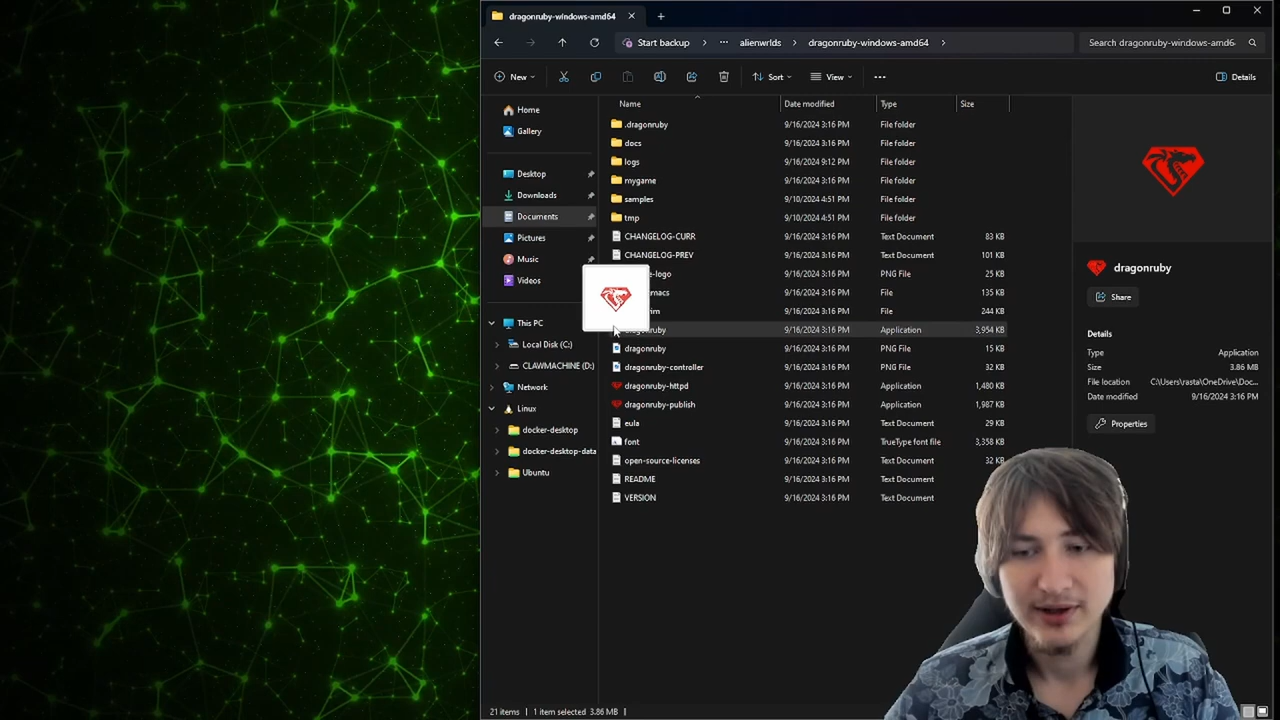 dragonruby-windows-amd64
Start backup
alienwrlds
dragonruby-windows-amd64
Search dragonruby-windows-amd6
New
Sort
View
Details
Name Date modified Type Size
Home
Gallery
Desktop
Downloads
Documents
Pictures
Music
Videos
This PC
Local Disk (C:)
CLAWMACHINE (D:)
Network
Linux
docker-desktop
docker-desktop-data
Ubuntu
.dragonruby 9/16/2024 3:16 PM File folder
docs 9/16/2024 3:16 PM File folder
logs 9/16/2024 9:12 PM File folder
mygame 9/16/2024 3:16 PM File folder
samples 9/10/2024 4:51 PM File folder
tmp 9/10/2024 4:51 PM File folder
CHANGELOG-CURR 9/16/2024 3:16 PM Text Document 83 KB
CHANGELOG-PREV 9/16/2024 3:16 PM Text Document 101 KB
e-logo 9/16/2024 3:16 PM PNG File 25 KB
macs 9/16/2024 3:16 PM File 135 KB
im 9/16/2024 3:16 PM File 244 KB
dragonruby 9/16/2024 3:16 PM Application 3,954 KB
dragonruby 9/16/2024 3:16 PM PNG File 15 KB
dragonruby-controller 9/16/2024 3:16 PM PNG File 32 KB
dragonruby-httpd 9/16/2024 3:16 PM Application 1,480 KB
dragonruby-publish 9/16/2024 3:16 PM Application 1,987 KB
eula 9/16/2024 3:16 PM Text Document 29 KB
font 9/16/2024 3:16 PM TrueType font file 3,358 KB
open-source-licenses 9/16/2024 3:16 PM Text Document 32 KB
README 9/16/2024 3:16 PM Text Document
VERSION 9/16/2024 3:16 PM Text Document
dragonruby
Share
Details
Type Application
Size 3.86 MB
File location C:\Users\rasta\OneDrive\Doc...
Date modified 9/16/2024 3:16 PM
Properties
21 items 1 item selected 3.86 MB